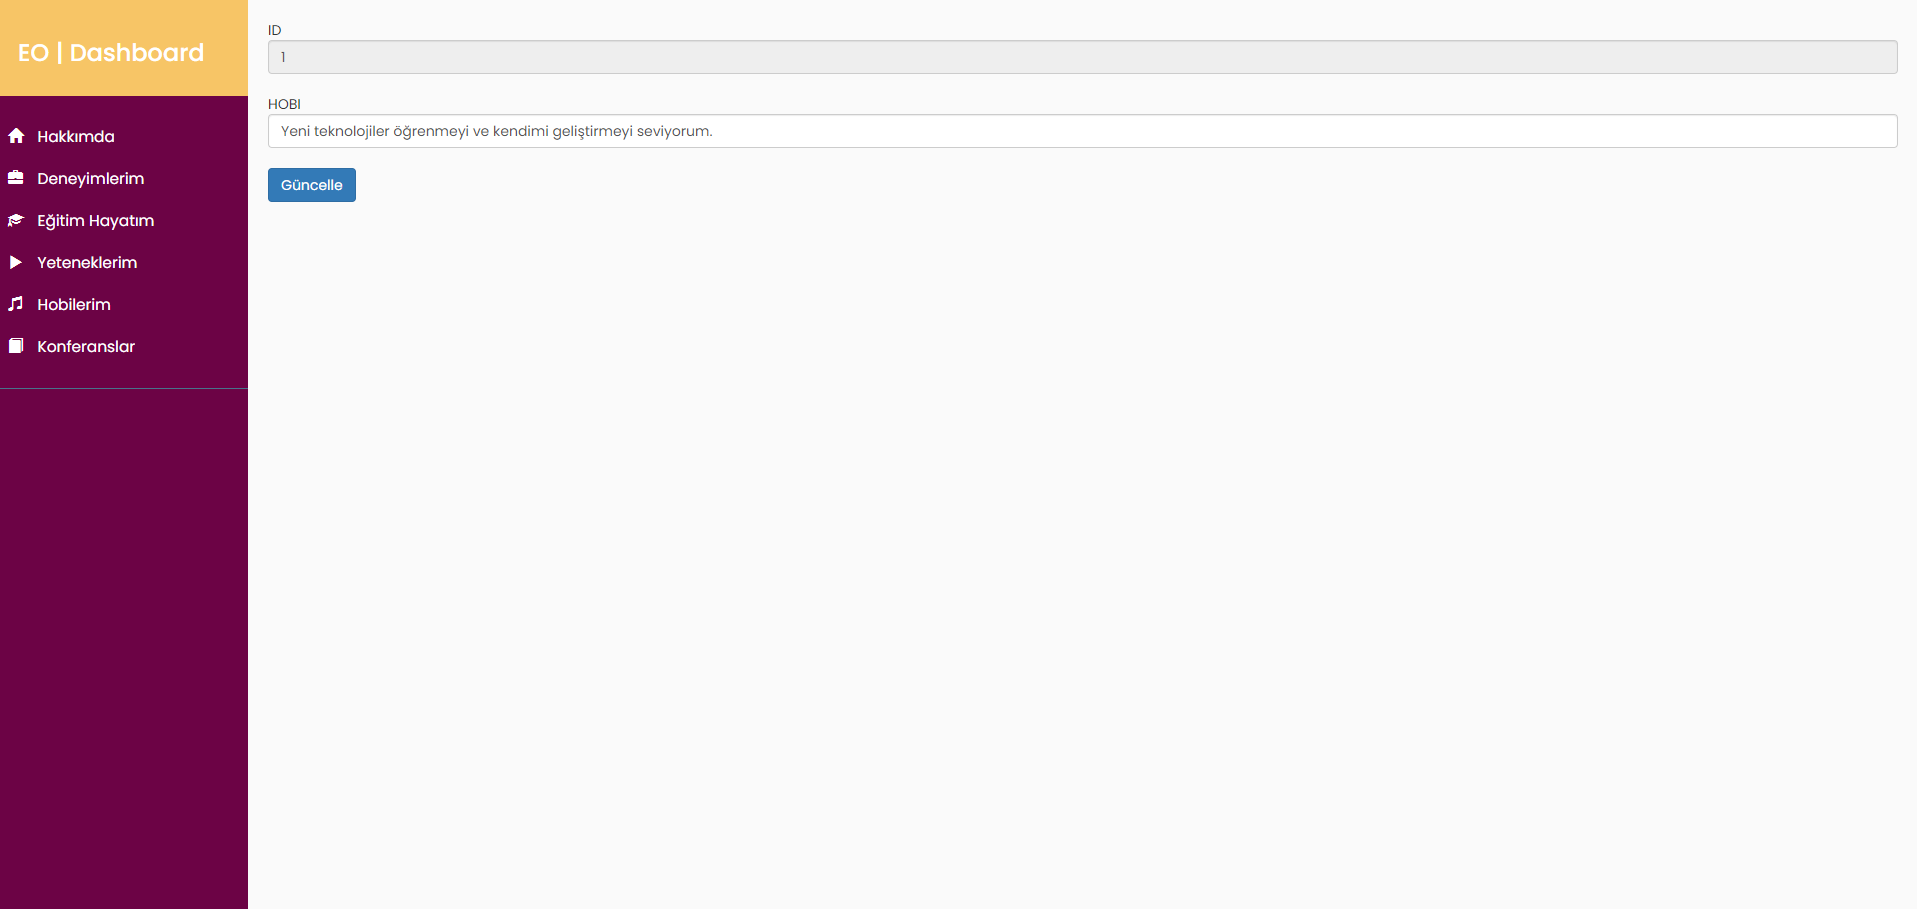 EO | Dashboard
Hakkımda
Deneyimlerim
Eğitim Hayatım
Yeteneklerim
Hobilerim
Konferanslar
ID
1
HOBI
Yeni teknolojiler öğrenmeyi ve kendimi geliştirmeyi seviyorum.
Güncelle